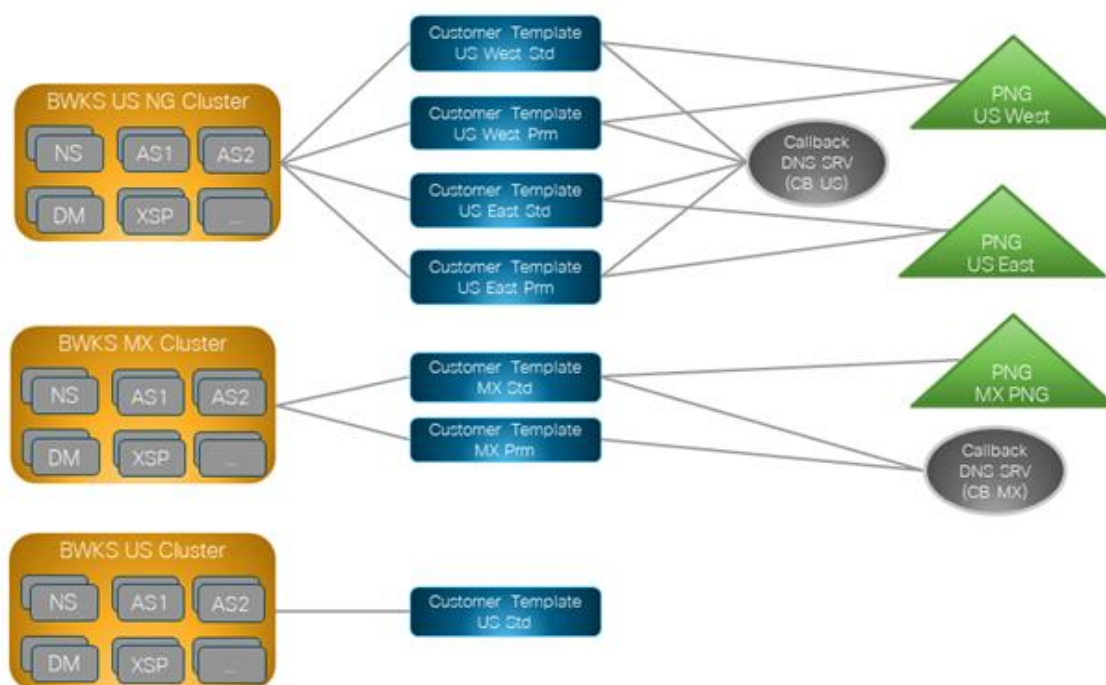 BWKS US NG Cluster
NS
AS1
AS2
DM
XSP
...
Customer Template
US West Std
Customer Template
US West Prm
Customer Template
US East Std
Customer Template
US East Prm
Callback
DNS SRV
(CB US)
PNG
US West
PNG
US East
BWKS MX Cluster
NS
AS1
AS2
DM
XSP
...
Customer Template
MX Std
Customer Template
MX Prm
PNG
MX PNG
Callback
DNS SRV
(CB MX)
BWKS US Cluster
NS
AS1
AS2
DM
XSP
...
Customer Template
US Std